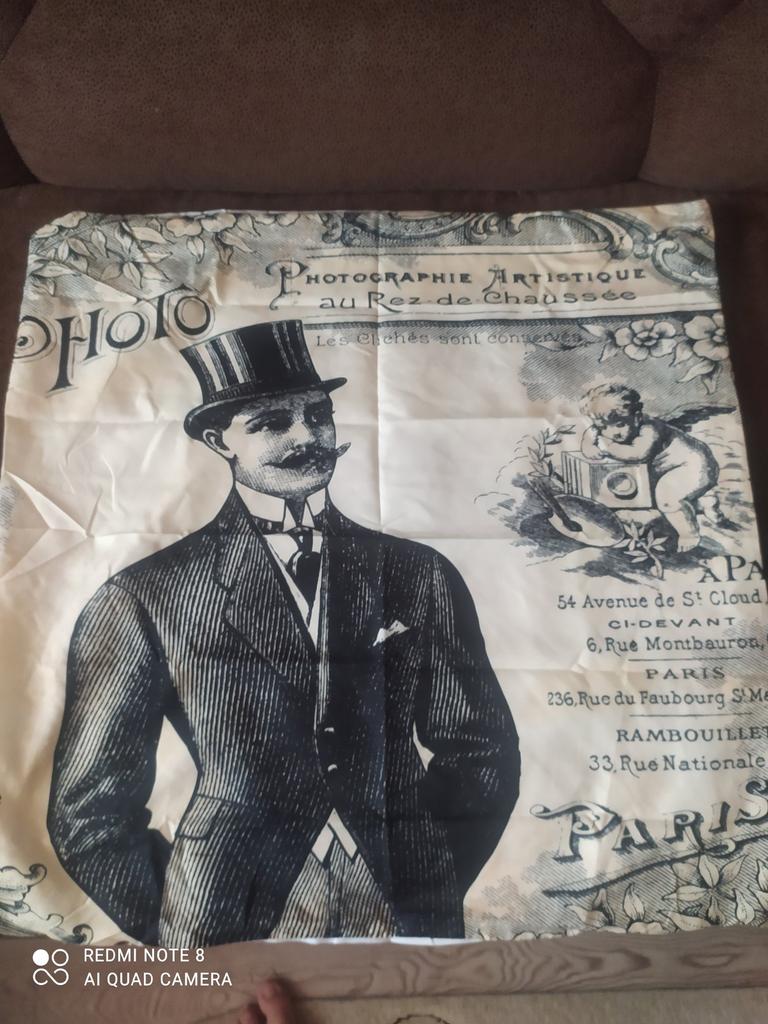 PHOTOGRAPHIE ARTISTIQUE
au Rez-de-Chaussée
PHOTO
Les Clichés sont conservés
A PA
54 Avenue de St Cloud
CI-DEVANT
6, Rue Montbauron,
PARIS
236, Rue du Faubourg St Ma
RAMBOUILLET
33, Rue Nationale
PARIS
REDMI NOTE 8
AI QUAD CAMERA